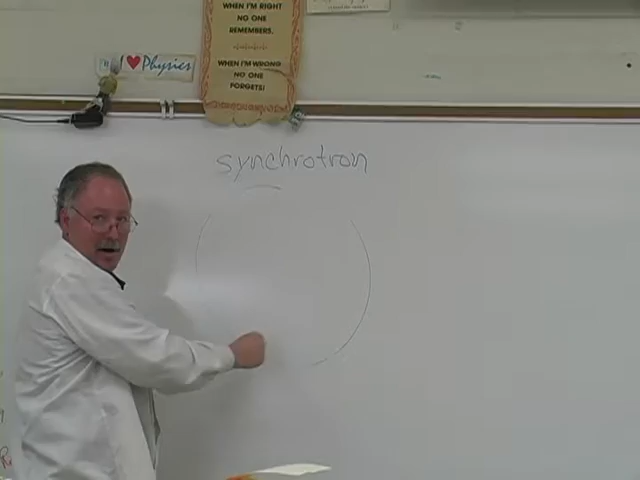 WHEN I'M RIGHT
NO ONE
REMEMBERS.
WHEN I'M WRONG
NO ONE
FORGETS!
I ♥ Physics
synchrotron